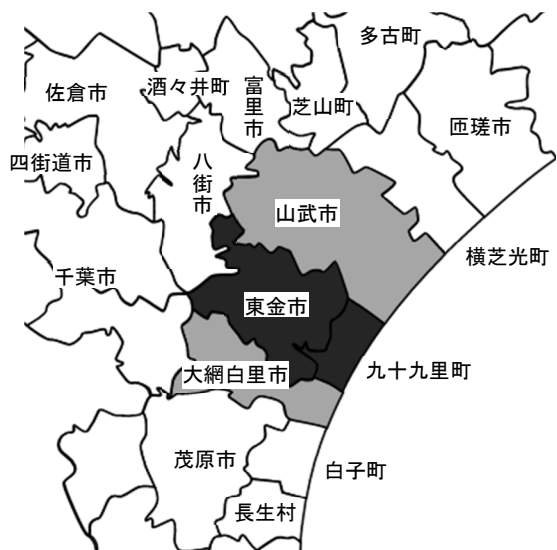 多古町
佐倉市
酒々井町
富里市
芝山町
匝瑳市
四街道市
八街市
山武市
横芝光町
千葉市
東金市
九十九里町
大網白里市
茂原市
白子町
長生村